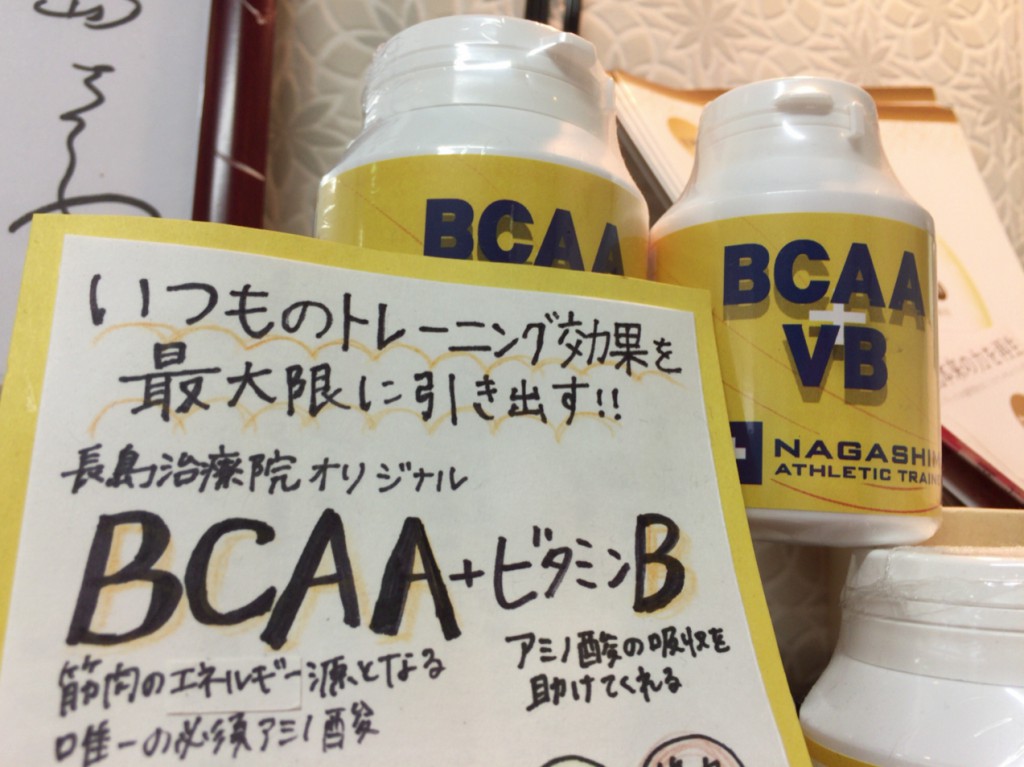 BCAA
BCAA
+
VB
NAGASHIM
ATHLETIC TRAIN
いつものトレーニング効果を
最大限に引き出す!!
長島治療院オリジナル
BCAA+ビタミンB
筋肉のエネルギー源となる
唯一の必須アミノ酸
アミノ酸の吸収を
助けてくれる